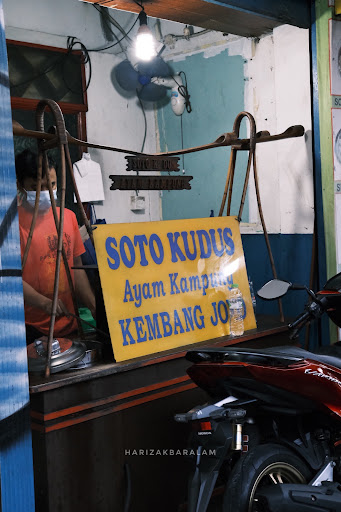 SOTO KUDUS
Ayam Kampung
KEMBANG JO
HARIZAKBARALAM